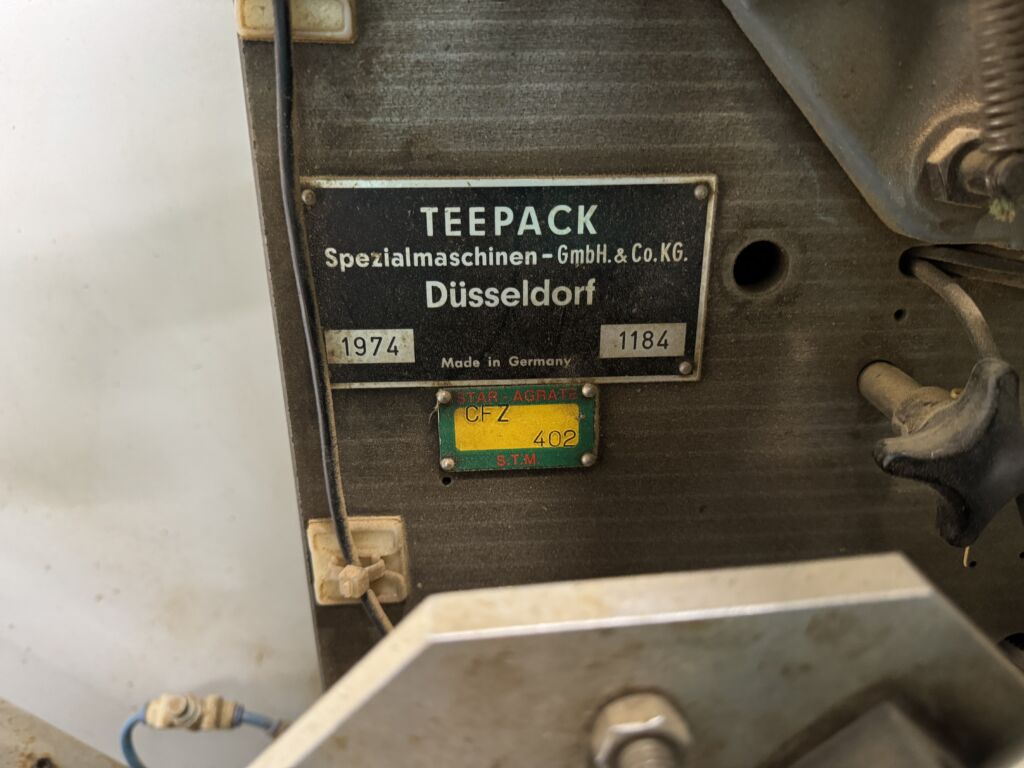 TEEPACK
Spezialmaschinen-GmbH. & Co. KG.
Düsseldorf
1974
1184
Made in Germany
STAR - AGRATE
CFZ
402
S.T.M.